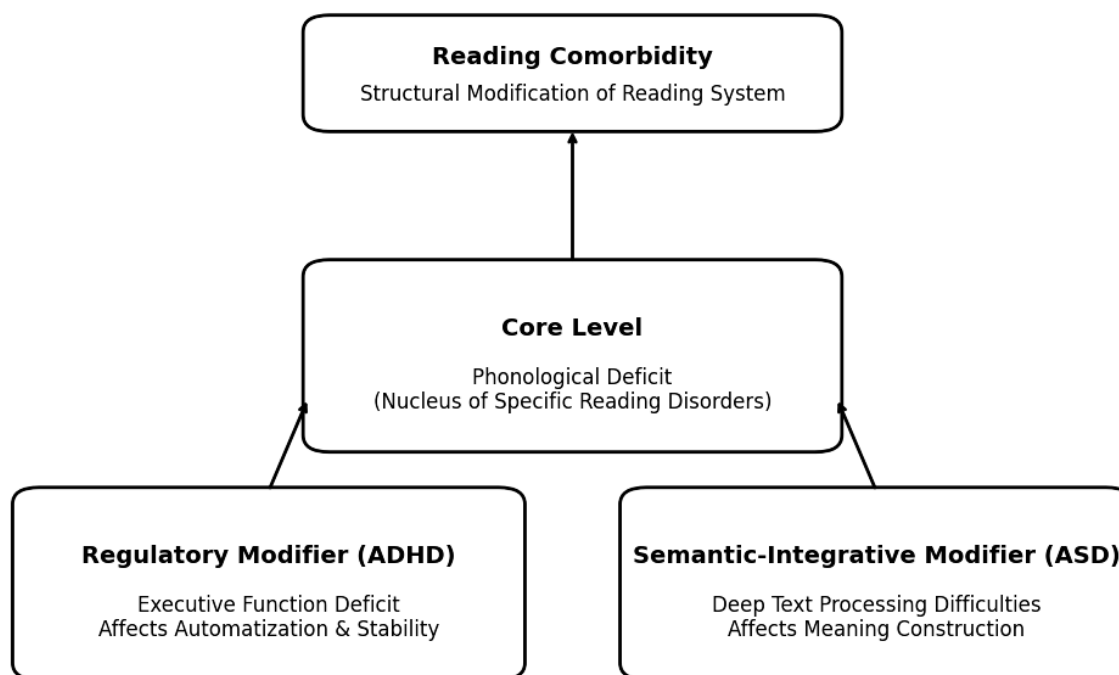 Reading Comorbidity
Structural Modification of Reading System
Core Level
Phonological Deficit
(Nucleus of Specific Reading Disorders)
Regulatory Modifier (ADHD)
Executive Function Deficit
Affects Automatization & Stability
Semantic-Integrative Modifier (ASD)
Deep Text Processing Difficulties
Affects Meaning Construction